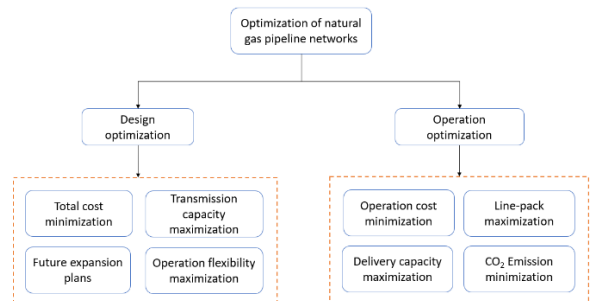 Optimization of natural
gas pipeline networks
Design
optimization
Operation
optimization
Total cost
minimization
Transmission
capacity
maximization
Future expansion
plans
Operation flexibility
maximization
Operation cost
minimization
Line-pack
maximization
Delivery capacity
maximization
CO₂ Emission
minimization